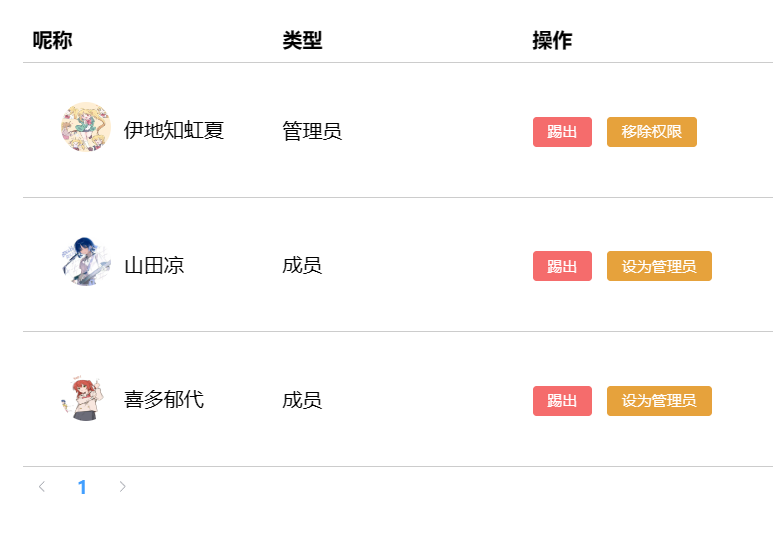 呢称 类型 操作
伊地知虹夏 管理员 踢出 移除权限
山田凉 成员 踢出 设为管理员
喜多郁代 成员 踢出 设为管理员
1